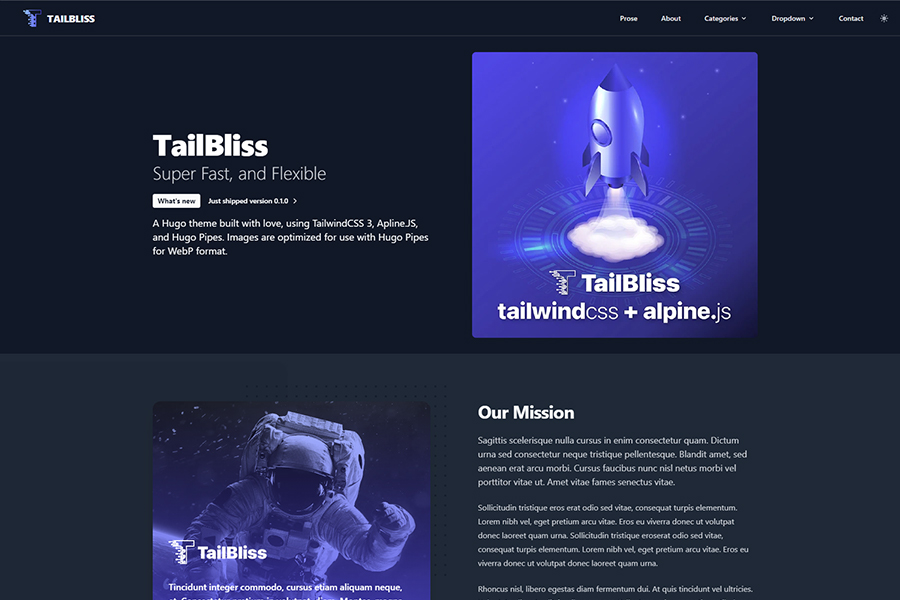 TAILBLISS
Prose
About
Categories
Dropdown
Contact
TailBliss
Super Fast, and Flexible
What's new
Just shipped version 0.1.0
A Hugo theme built with love, using TailwindCSS 3, Apline.JS,
and Hugo Pipes. Images are optimized for use with Hugo Pipes
for WebP format.
TailBliss
tailwindcss + alpine.js
TailBliss
Tincidunt integer commodo, cursus etiam aliquam neque,
Our Mission
Sagittis scelerisque nulla cursus in enim consectetur quam. Dictum
urna sed consectetur neque tristique pellentesque. Blandit amet, sed
aenean erat arcu morbi. Cursus faucibus nunc nisl netus morbi vel
porttitor vitae ut. Amet vitae fames senectus vitae.
Sollicitudin tristique eros erat odio sed vitae, consequat turpis elementum.
Lorem nibh vel, eget pretium arcu vitae. Eros eu viverra donec ut volutpat
donec laoreet quam urna. Sollicitudin tristique eroserat odio sed vitae,
consequat turpis elementum. Lorem nibh vel, eget pretium arcu vitae. Eros eu
viverra donec ut volutpat donec laoreet quam urna.
Rhoncus nisl, libero egestas diam fermentum dui. At quis tincidunt vel ultricies.